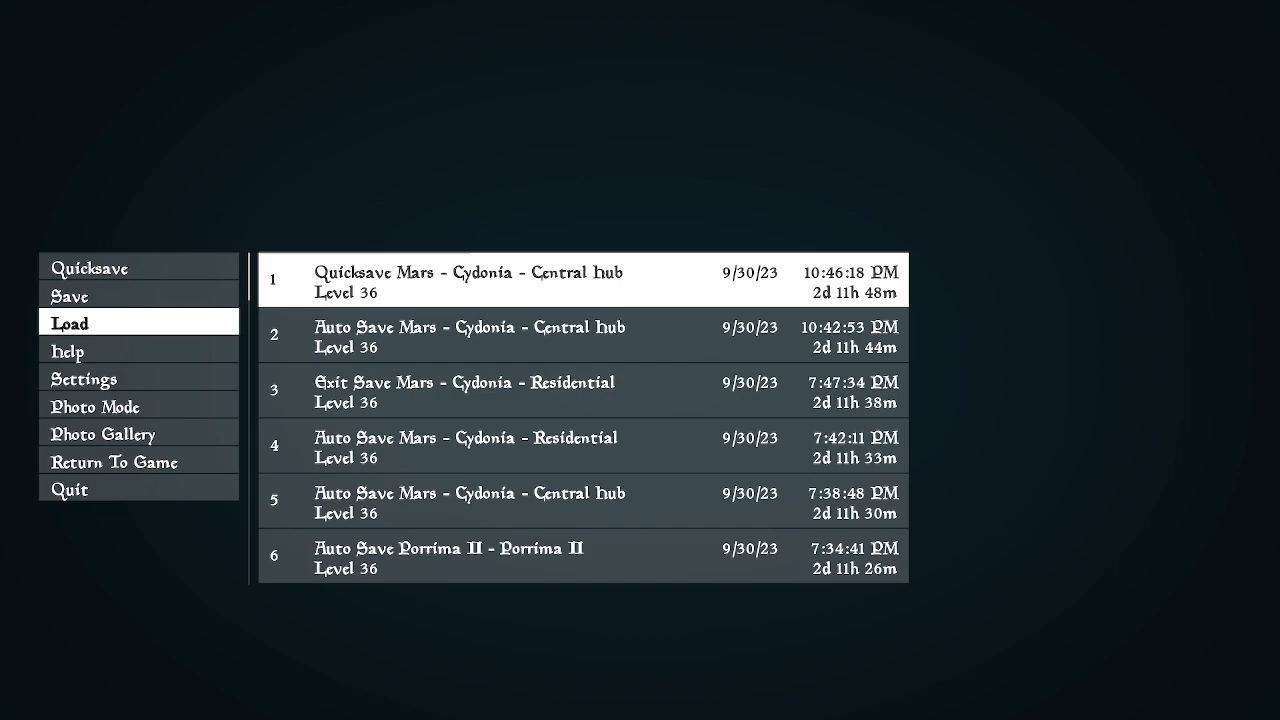 Quicksave
Save
Load
Help
Settings
Photo Mode
Photo Gallery
Return To Game
Quit
1 Quicksave Mars - Cydonia - Central Hub 9/30/23 10:46:18 PM
Level 36 2d 11h 48m
2 Auto Save Mars - Cydonia - Central Hub 9/30/23 10:42:53 PM
Level 36 2d 11h 44m
3 Exit Save Mars - Cydonia - Residential 9/30/23 7:47:34 PM
Level 36 2d 11h 38m
4 Auto Save Mars - Cydonia - Residential 9/30/23 7:42:11 PM
Level 36 2d 11h 33m
5 Auto Save Mars - Cydonia - Central Hub 9/30/23 7:38:48 PM
Level 36 2d 11h 30m
6 Auto Save Porrima II - Porrima II 9/30/23 7:34:41 PM
Level 36 2d 11h 26m